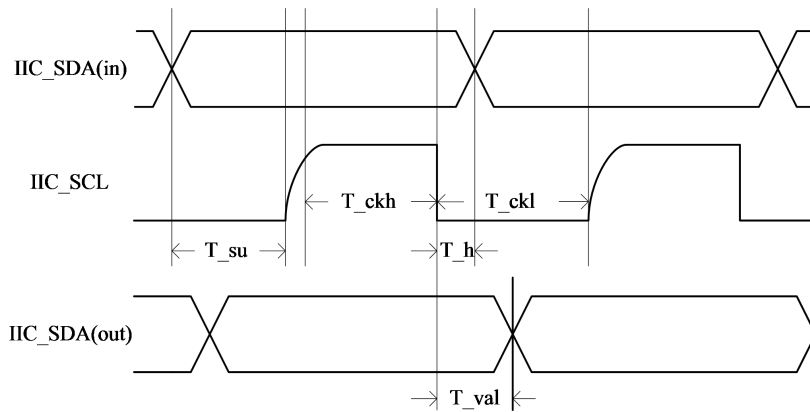 IIC_SDA(in)
IIC_SCL
T_ckh
T_ckl
T_su
T_h
IIC_SDA(out)
T_val